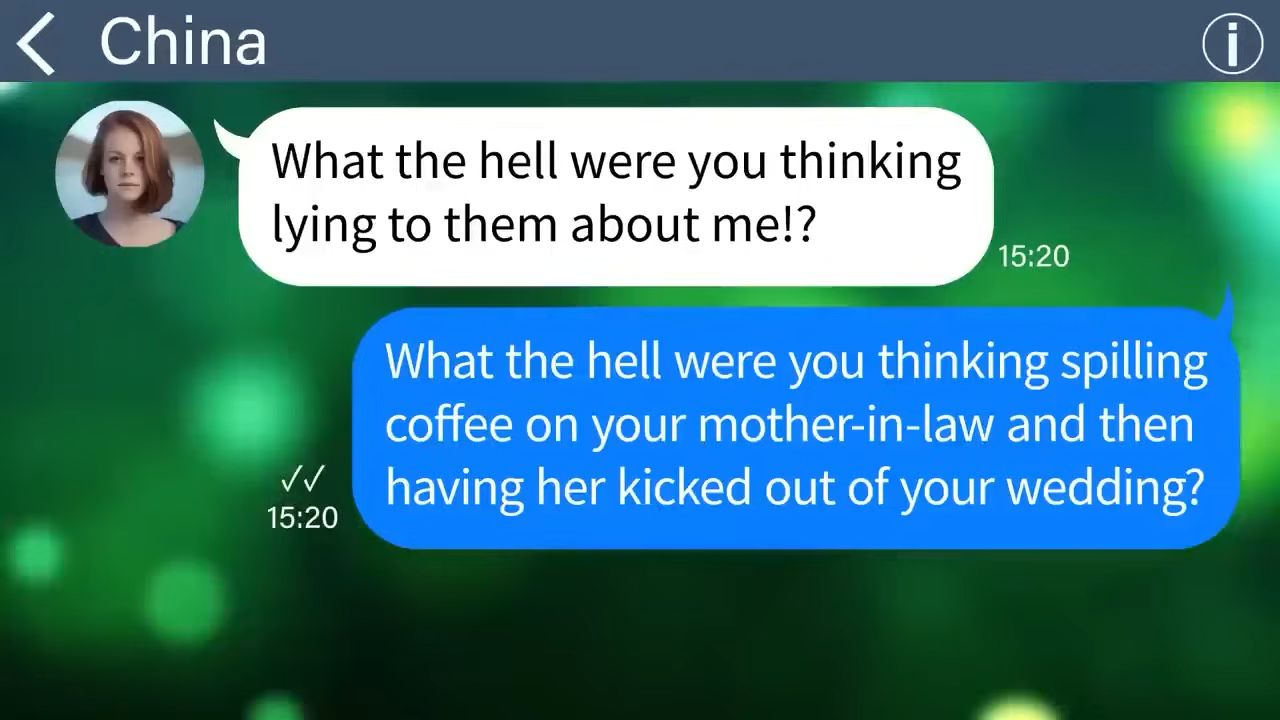 China
What the hell were you thinking
lying to them about me!?
15:20
What the hell were you thinking spilling
coffee on your mother-in-law and then
having her kicked out of your wedding?
15:20